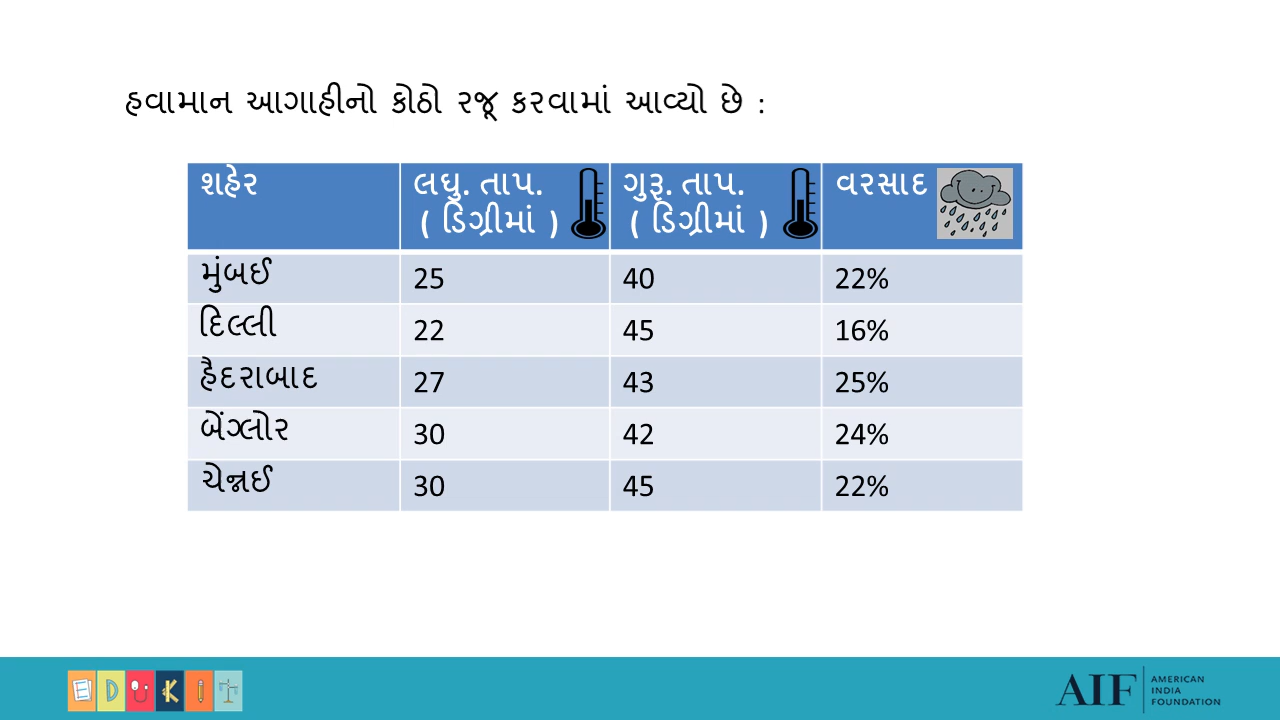 હવામાન આગાહીનો કોઠો રજૂ કરવામાં આવ્યો છે :
શહેર લઘુ. તાપ. ( ડિગ્રીમાં ) ગુરૂ. તાપ. ( ડિગ્રીમાં ) વરસાદ
મુંબઈ 25 40 22%
દિલ્લી 22 45 16%
હૈદરાબાદ 27 43 25%
બેંગ્લોર 30 42 24%
ચેન્નઈ 30 45 22%
EDUKIT
AIF AMERICAN
INDIA
FOUNDATION